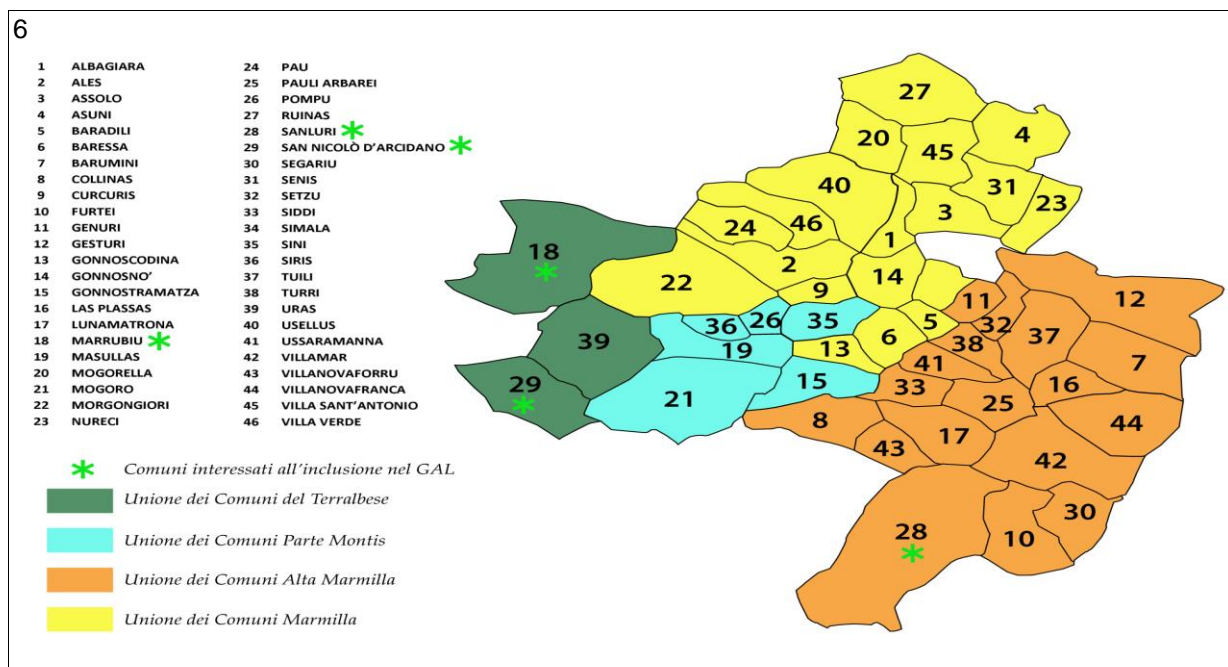 6
1 ALBAGIARA
2 ALES
3 ASSOLO
4 ASUNI
5 BARADILI
6 BARESSA
7 BARUMINI
8 COLLINAS
9 CURCURIS
10 FURTEI
11 GENURI
12 GESTURI
13 GONNOSCODINA
14 GONNOSNO’
15 GONNOSTRAMATZA
16 LAS PLASSAS
17 LUNAMATRONA
18 MARRUBIU
19 MASULLAS
20 MOGORELLA
21 MOGORO
22 MORGONGIORI
23 NURECI
24 PAU
25 PAULI ARBAREI
26 POMPU
27 RUINAS
28 SANLURI
29 SAN NICOLÒ D’ARCIDANO
30 SEGARIU
31 SENIS
32 SETZU
33 SIDDI
34 SIMALA
35 SINI
36 SIRIS
37 TUILI
38 TURRI
39 URAS
40 USELLUS
41 USSARAMANNA
42 VILLAMAR
43 VILLANOVAFORRU
44 VILLANOVAFRANCA
45 VILLA SANT’ANTONIO
46 VILLA VERDE
Comuni interessati all’inclusione nel GAL
Unione dei Comuni del Terralbese
Unione dei Comuni Parte Montis
Unione dei Comuni Alta Marmilla
Unione dei Comuni Marmilla
27
4
20
45
40
31
23
3
24
46
1
18
2
14
22
9
11
12
26
35
36
5
32
37
39
19
13
6
38
7
41
16
29
21
15
33
25
8
44
17
43
42
28
30
10